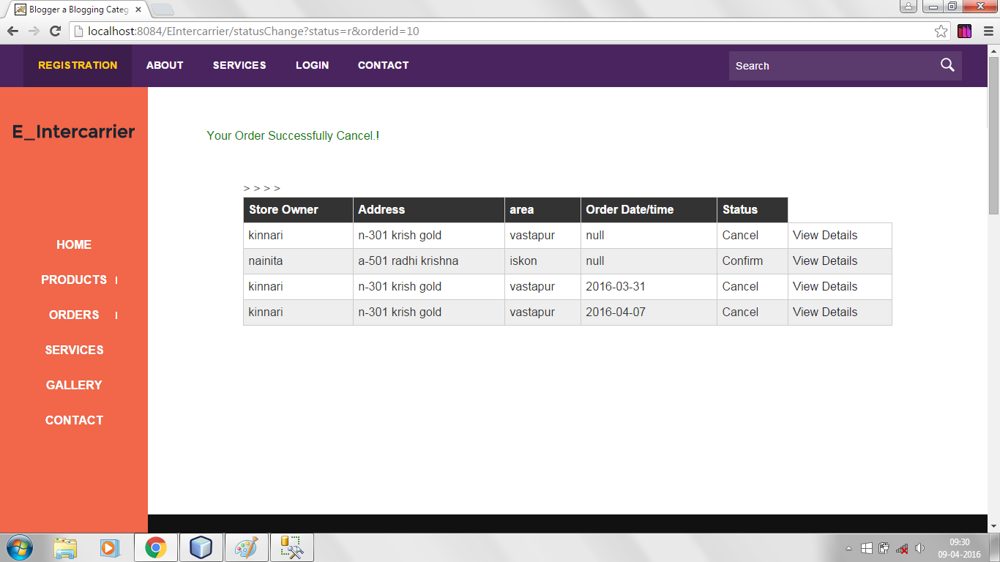 Blogger a Blogging Categ
localhost:8084/EIntercarrier/statusChange?status=r&orderid=10
REGISTRATION ABOUT SERVICES LOGIN CONTACT Search
E_Intercarrier
HOME
PRODUCTS
ORDERS
SERVICES
GALLERY
CONTACT
Your Order Successfully Cancel.!
> > > >
Store Owner Address area Order Date/time Status
kinnari n-301 krish gold vastapur null Cancel View Details
nainita a-501 radhi krishna iskon null Confirm View Details
kinnari n-301 krish gold vastapur 2016-03-31 Cancel View Details
kinnari n-301 krish gold vastapur 2016-04-07 Cancel View Details
09:30
09-04-2016